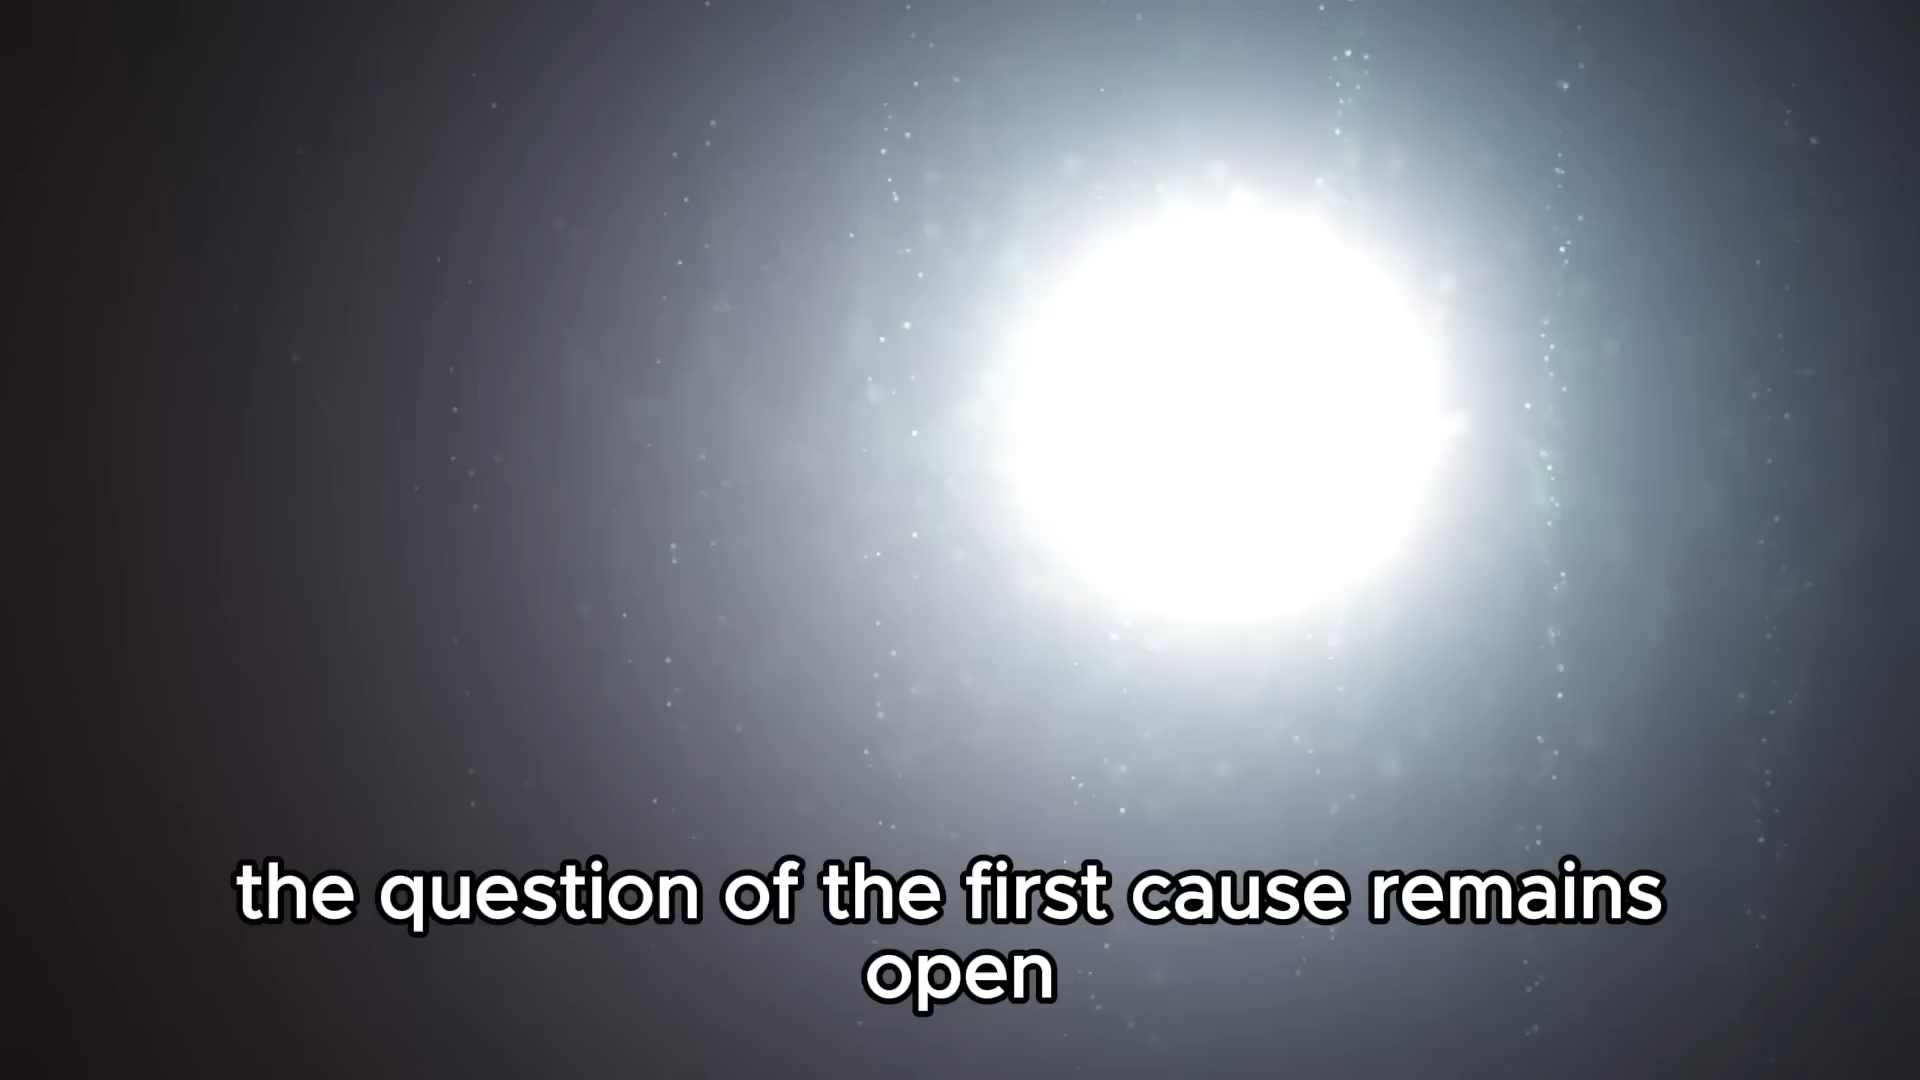 the question of the first cause remains
open